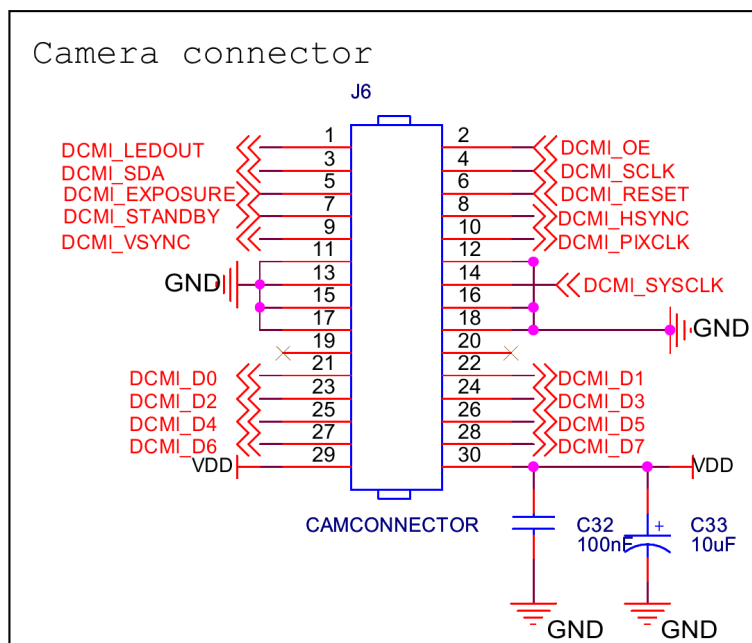 Camera connector
J6
1 2
DCMI_LEDOUT DCMI_OE
3 4
DCMI_SDA DCMI_SCLK
5 6
DCMI_EXPOSURE DCMI_RESET
7 8
DCMI_STANDBY DCMI_HSYNC
9 10
DCMI_VSYNC DCMI_PIXCLK
11 12
GND 13 14 DCMI_SYSCLK
15 16
17 18 GND
19 20
21 22
DCMI_D0 DCMI_D1
23 24
DCMI_D2 DCMI_D3
25 26
DCMI_D4 DCMI_D5
27 28
DCMI_D6 DCMI_D7
VDD 29 30 VDD
CAMCONNECTOR C32 + C33
100nF 10uF
GND GND